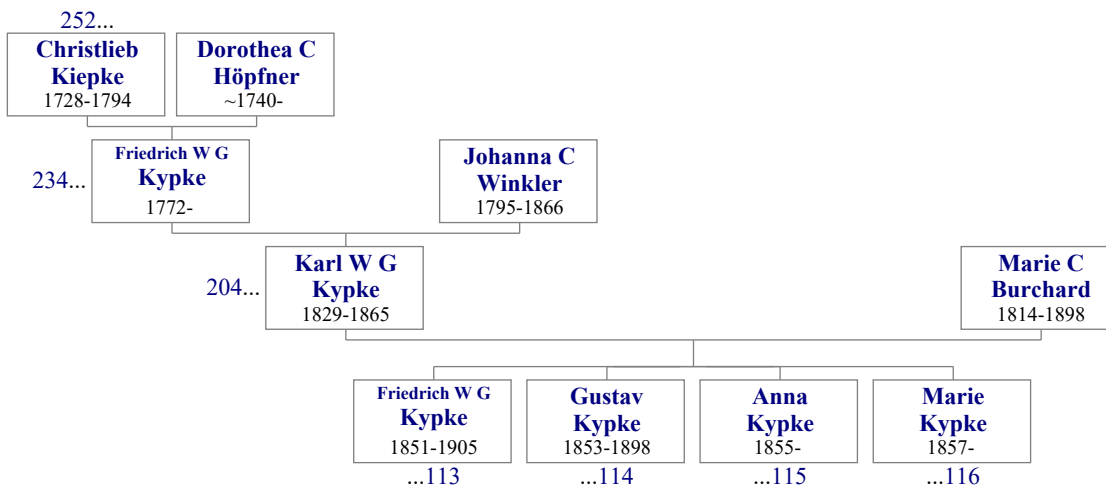 252...
Christlieb
Kiepke
1728-1794
Dorothea C
Höpfner
~1740-
234...
Friedrich W G
Kypke
1772-
Johanna C
Winkler
1795-1866
204...
Karl W G
Kypke
1829-1865
Marie C
Burchard
1814-1898
Friedrich W G
Kypke
1851-1905
Gustav
Kypke
1853-1898
Anna
Kypke
1855-
Marie
Kypke
1857-
...113
...114
...115
...116